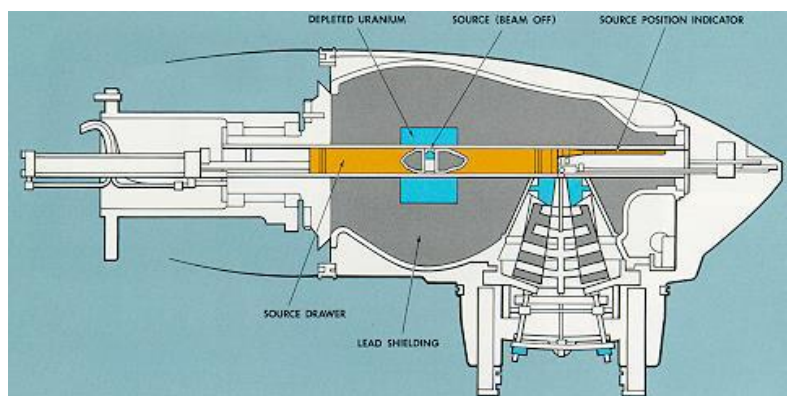 DEPLETED URANIUM
SOURCE (BEAM OFF)
SOURCE POSITION INDICATOR
SOURCE DRAWER
LEAD SHIELDING